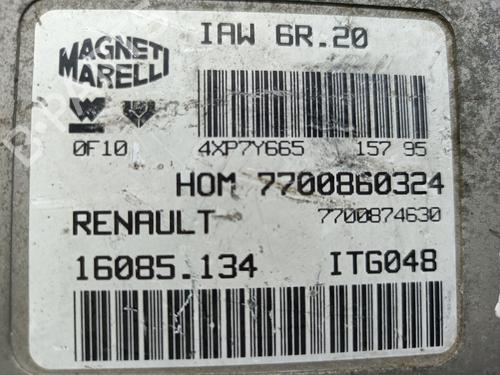 MAGNETI MARELLI
IAW 6R.20
0F10 4XP7Y665 157 95
HOM 7700860324
RENAULT 7700874630
16085.134 ITG048